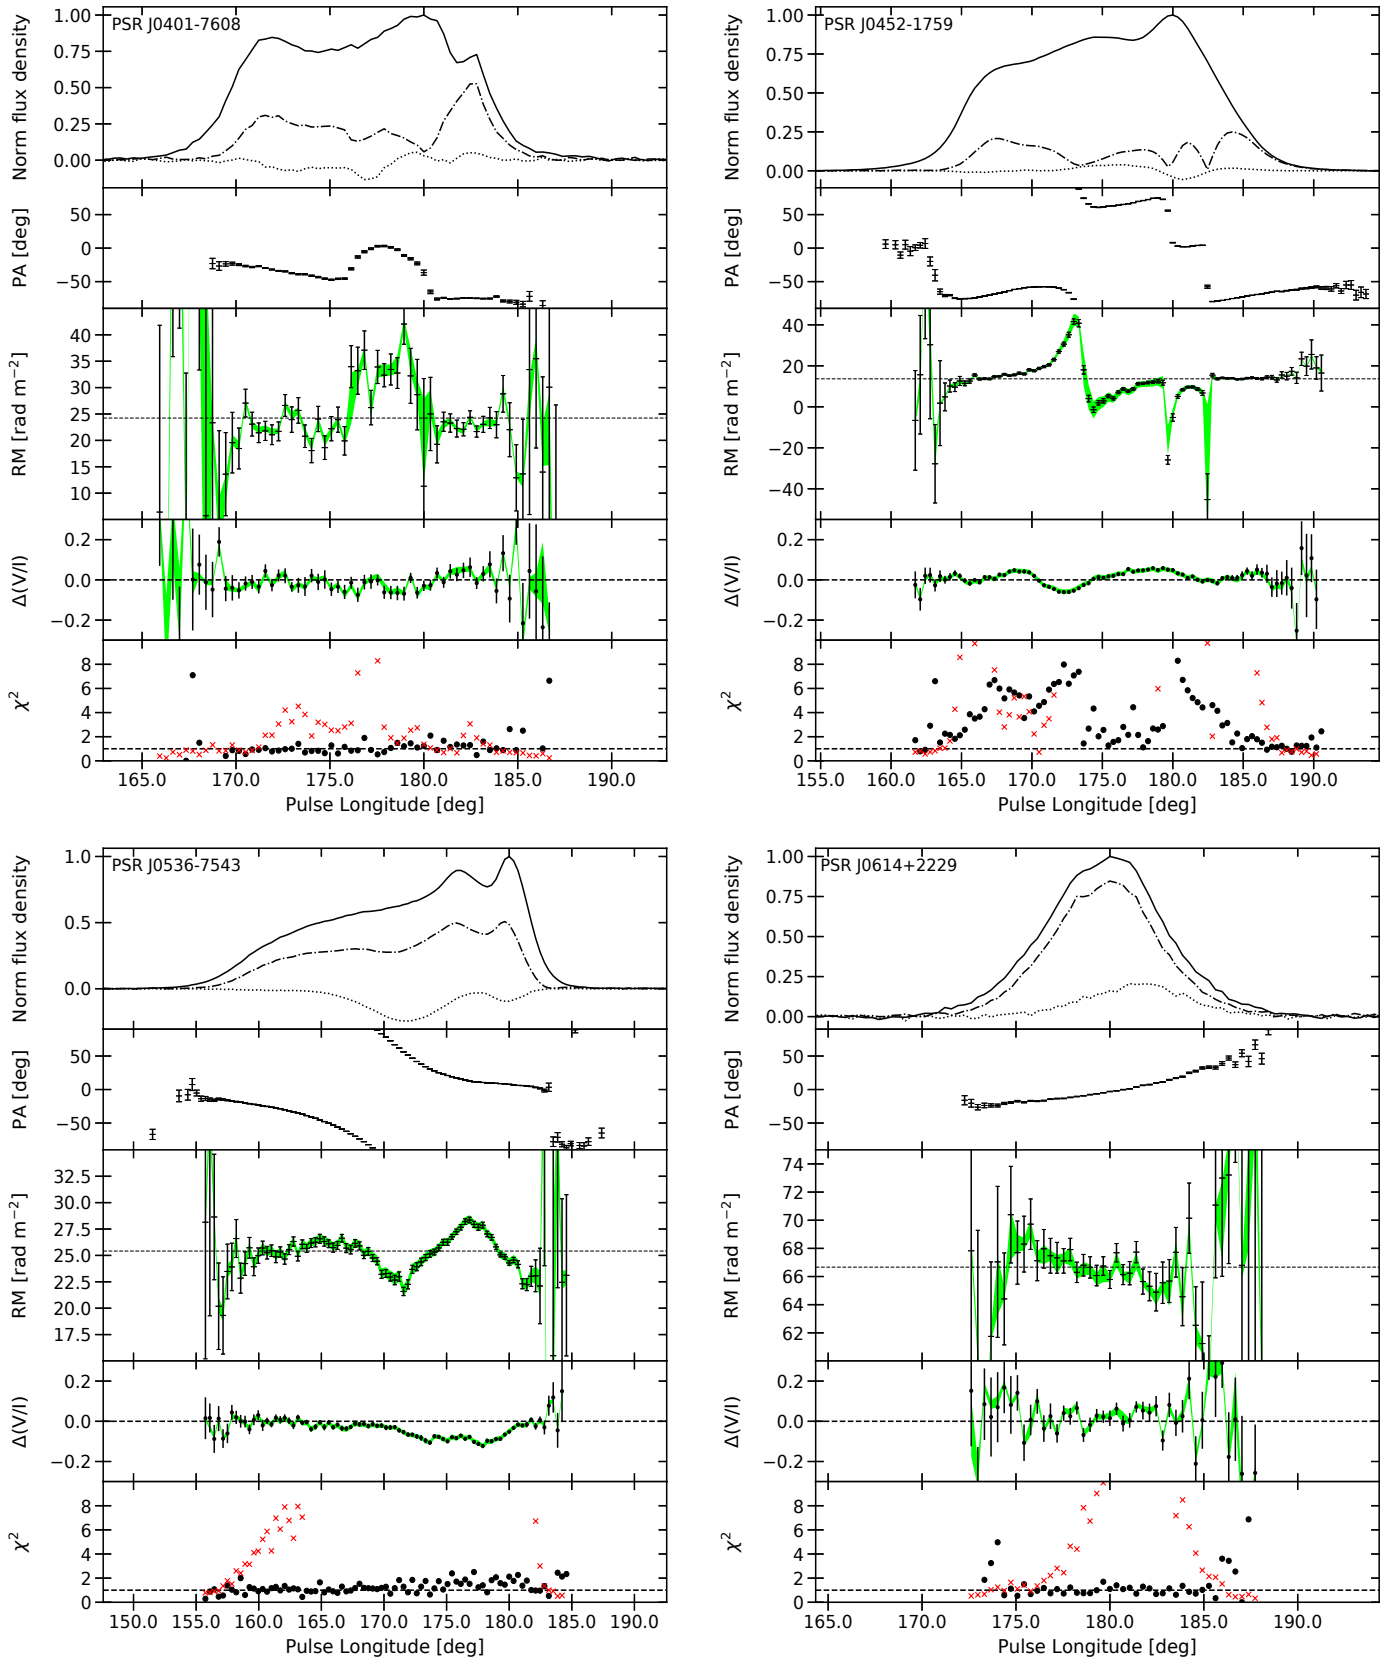 PSR J0401-7608
Norm flux density
1.00
0.75
0.50
0.25
0.00
PA [deg]
50
0
−50
RM [rad m⁻²]
40
35
30
25
20
15
10
Δ(V/I)
0.2
0.0
−0.2
χ²
8
6
4
2
0
165.0 170.0 175.0 180.0 185.0 190.0
Pulse Longitude [deg]
PSR J0452-1759
Norm flux density
1.00
0.75
0.50
0.25
0.00
PA [deg]
50
0
−50
RM [rad m⁻²]
40
20
0
−20
−40
Δ(V/I)
0.2
0.0
−0.2
χ²
8
6
4
2
0
155.0 160.0 165.0 170.0 175.0 180.0 185.0 190.0
Pulse Longitude [deg]
PSR J0536-7543
Norm flux density
1.0
0.5
0.0
PA [deg]
50
0
−50
RM [rad m⁻²]
32.5
30.0
27.5
25.0
22.5
20.0
17.5
Δ(V/I)
0.2
0.0
−0.2
χ²
8
6
4
2
0
150.0 155.0 160.0 165.0 170.0 175.0 180.0 185.0 190.0
Pulse Longitude [deg]
PSR J0614+2229
Norm flux density
1.00
0.75
0.50
0.25
0.00
PA [deg]
50
0
−50
RM [rad m⁻²]
74
72
70
68
66
64
62
Δ(V/I)
0.2
0.0
−0.2
χ²
8
6
4
2
0
165.0 170.0 175.0 180.0 185.0 190.0
Pulse Longitude [deg]